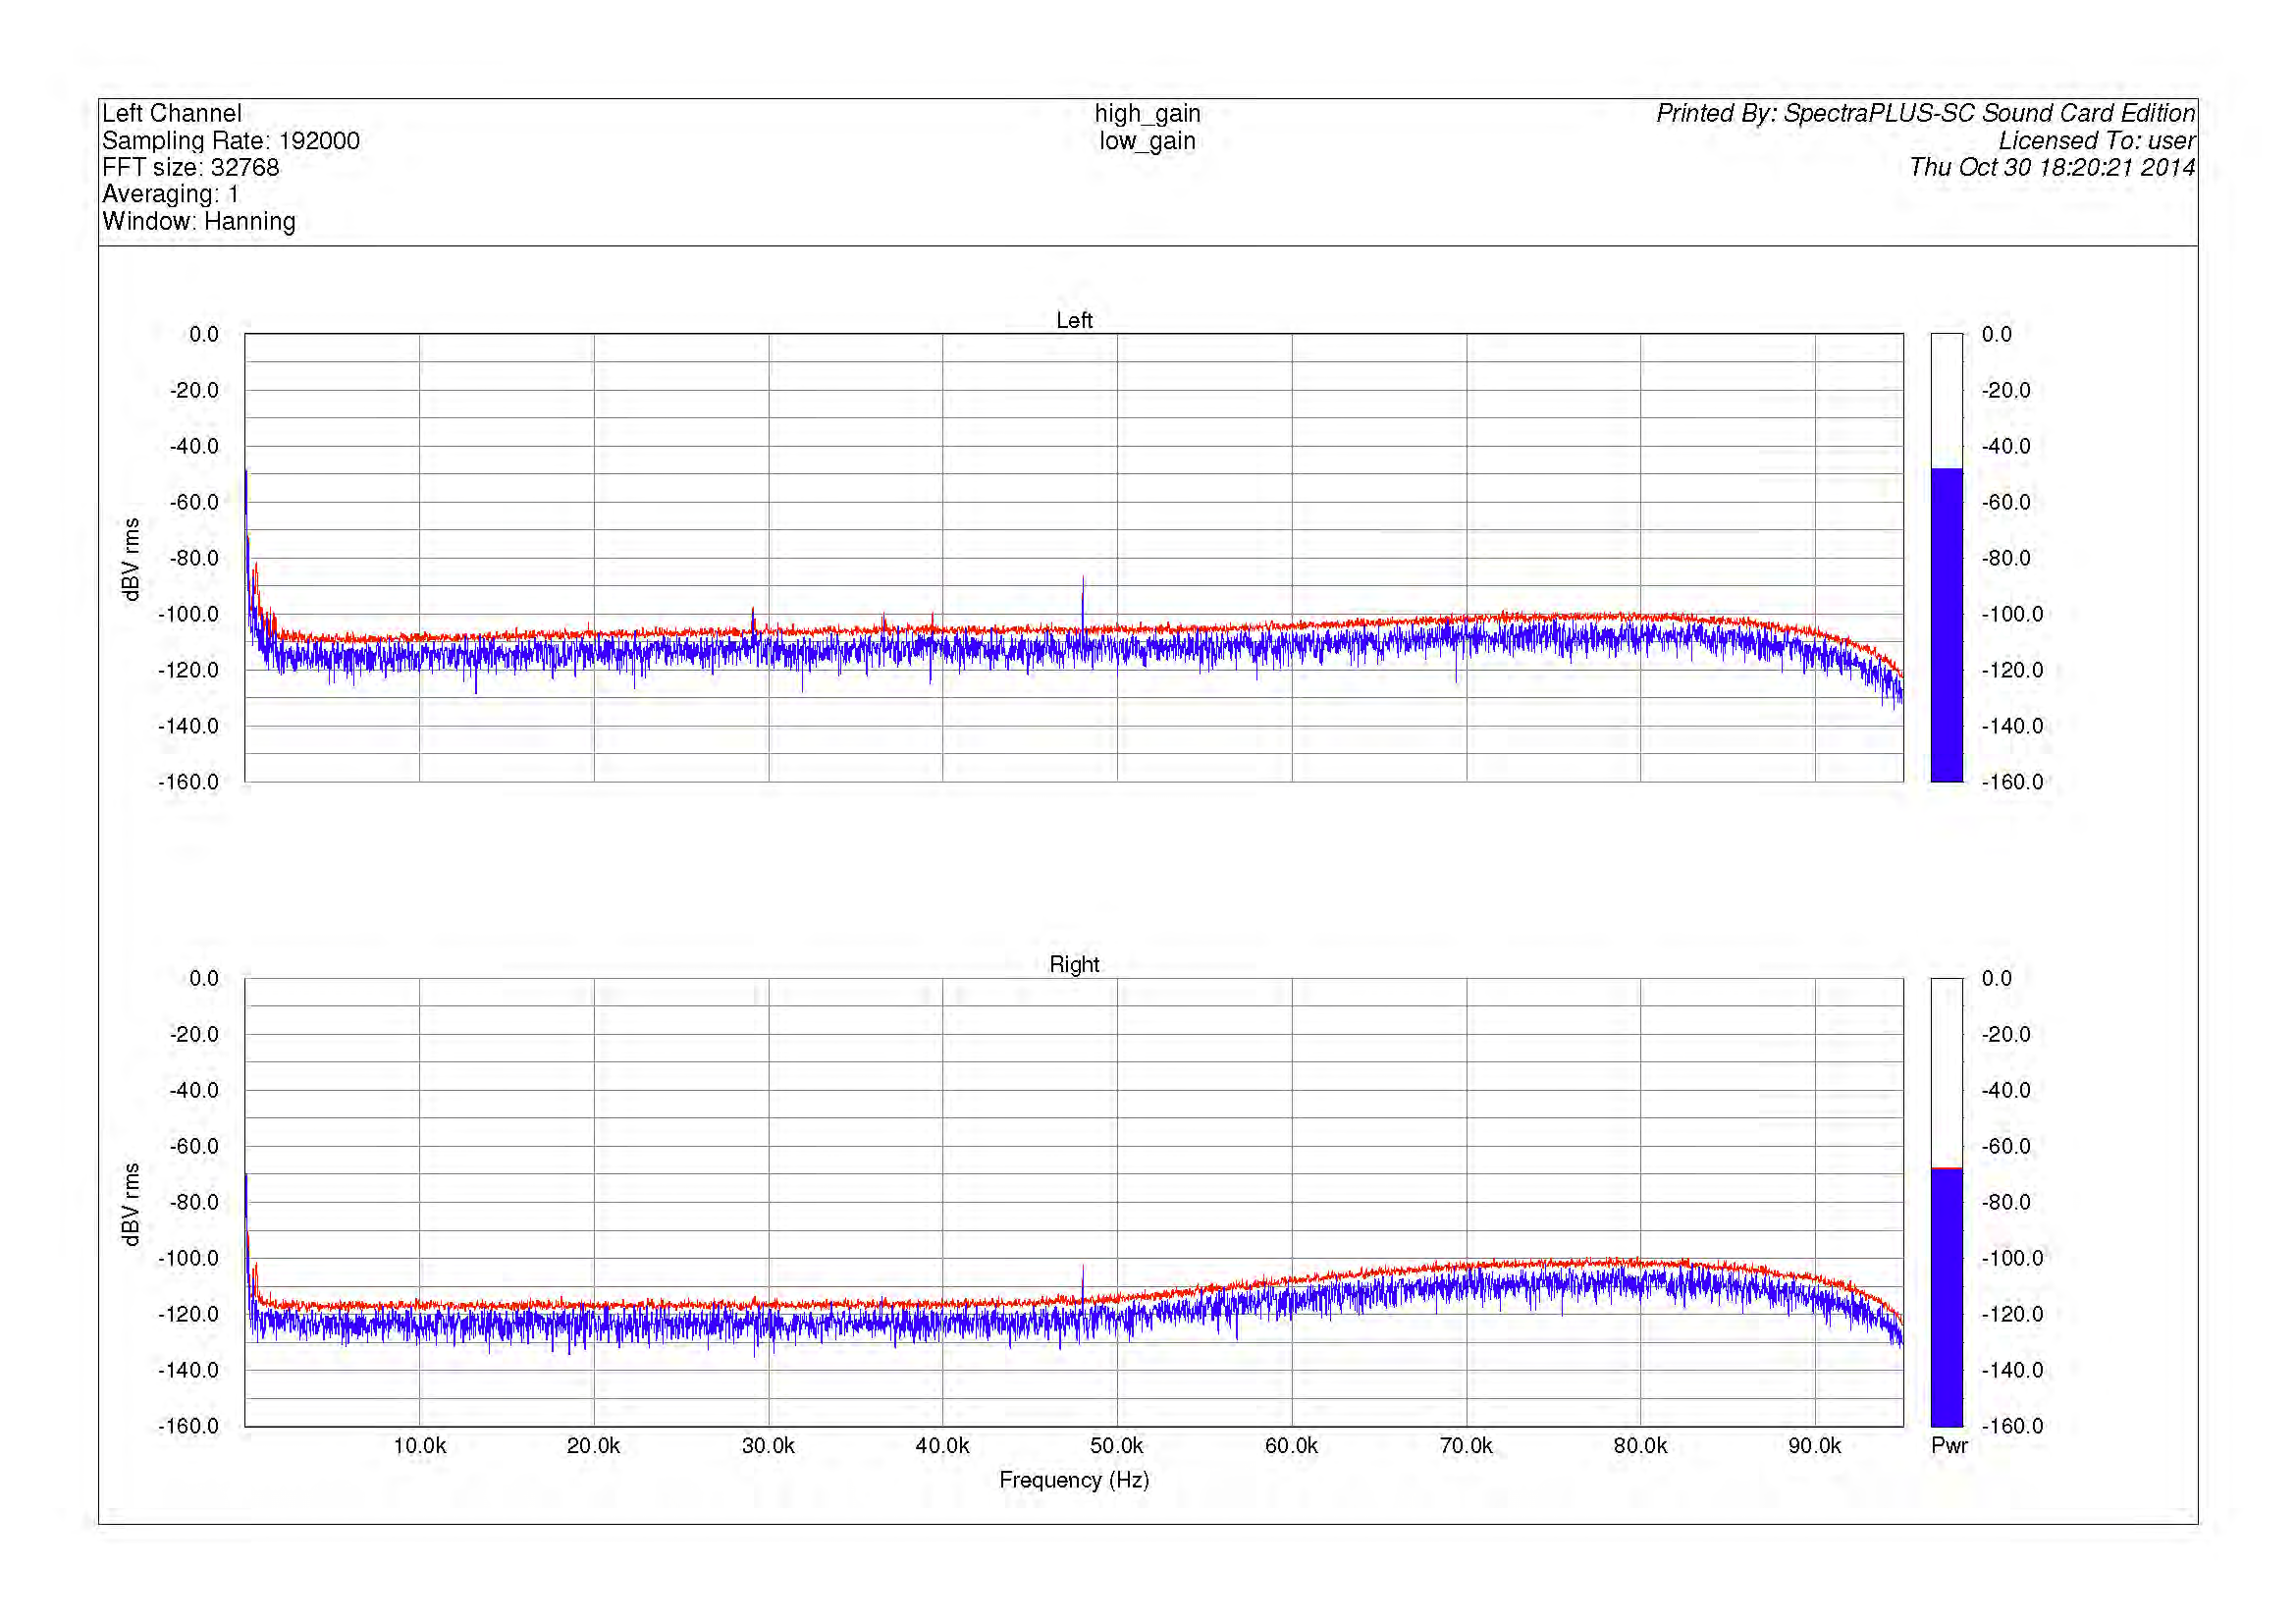 Left Channel
Sampling Rate: 192000
FFT size: 32768
Averaging: 1
Window: Hanning
high_gain
low_gain
Printed By: SpectraPLUS-SC Sound Card Edition
Licensed To: user
Thu Oct 30 18:20:21 2014
Left
0.0
-20.0
-40.0
-60.0
-80.0
-100.0
-120.0
-140.0
-160.0
dBV rms
0.0
-20.0
-40.0
-60.0
-80.0
-100.0
-120.0
-140.0
-160.0
Right
0.0
-20.0
-40.0
-60.0
-80.0
-100.0
-120.0
-140.0
-160.0
dBV rms
0.0
-20.0
-40.0
-60.0
-80.0
-100.0
-120.0
-140.0
-160.0
10.0k 20.0k 30.0k 40.0k 50.0k 60.0k 70.0k 80.0k 90.0k Pwr
Frequency (Hz)